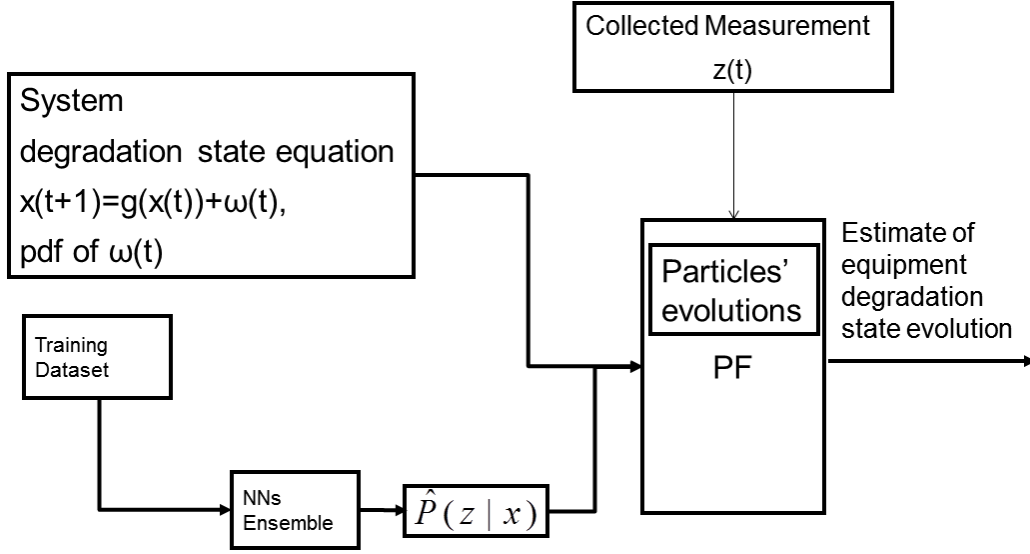 Collected Measurement
z(t)
System
degradation state equation
x(t+1)=g(x(t))+ω(t),
pdf of ω(t)
Particles'
evolutions
PF
Estimate of
equipment
degradation
state evolution
Training
Dataset
NNs
Ensemble
P̂(z | x)